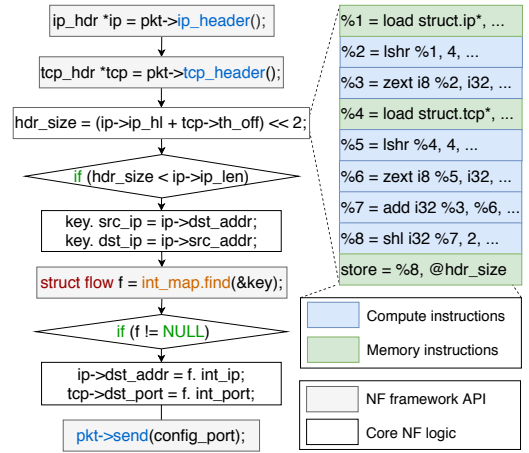 ip_hdr *ip = pkt->ip_header();
tcp_hdr *tcp = pkt->tcp_header();
hdr_size = (ip->ip_hl + tcp->th_off) << 2;
if (hdr_size < ip->ip_len)
key. src_ip = ip->dst_addr;
key. dst_ip = ip->src_addr;
struct flow f = int_map.find(&key);
if (f != NULL)
ip->dst_addr = f. int_ip;
tcp->dst_port = f. int_port;
pkt->send(config_port);
%1 = load struct.ip*, ...
%2 = lshr %1, 4, ...
%3 = zext i8 %2, i32, ...
%4 = load struct.tcp*, ...
%5 = lshr %4, 4, ...
%6 = zext i8 %5, i32, ...
%7 = add i32 %3, %6, ...
%8 = shl i32 %7, 2, ...
store = %8, @hdr_size
Compute instructions
Memory instructions
NF framework API
Core NF logic